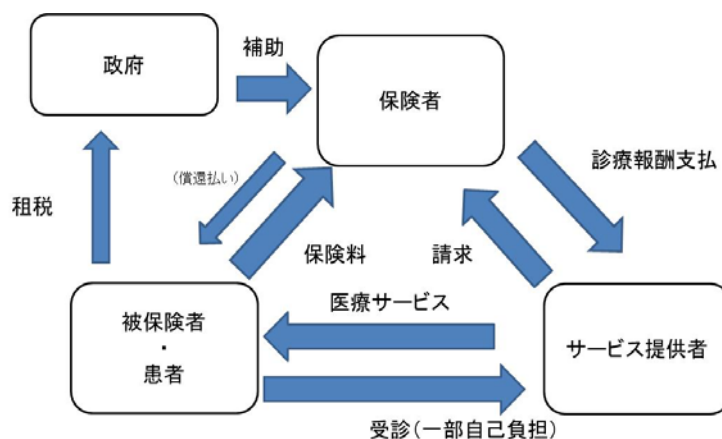 補助
政府
保険者
(償還払い)
診療報酬支払
租税
保険料
請求
医療サービス
被保険者
・
患者
サービス提供者
受診(一部自己負担)